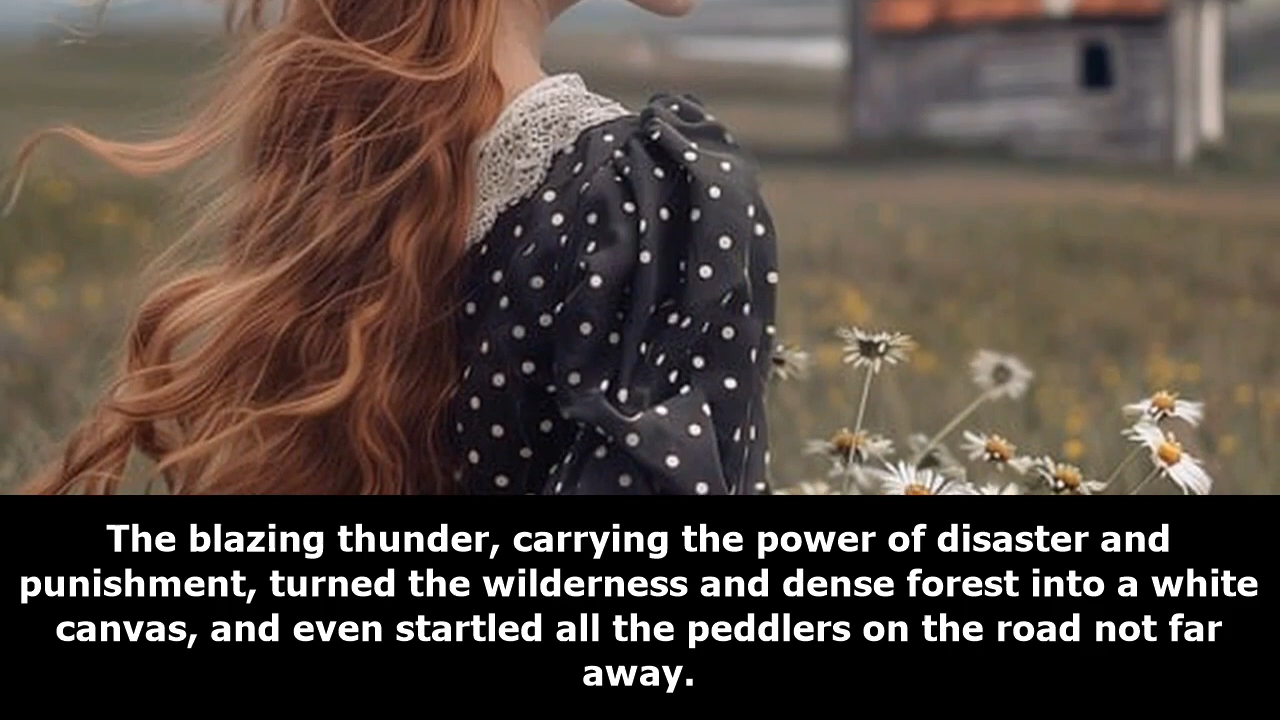 The blazing thunder, carrying the power of disaster and
punishment, turned the wilderness and dense forest into a white
canvas, and even startled all the peddlers on the road not far
away.